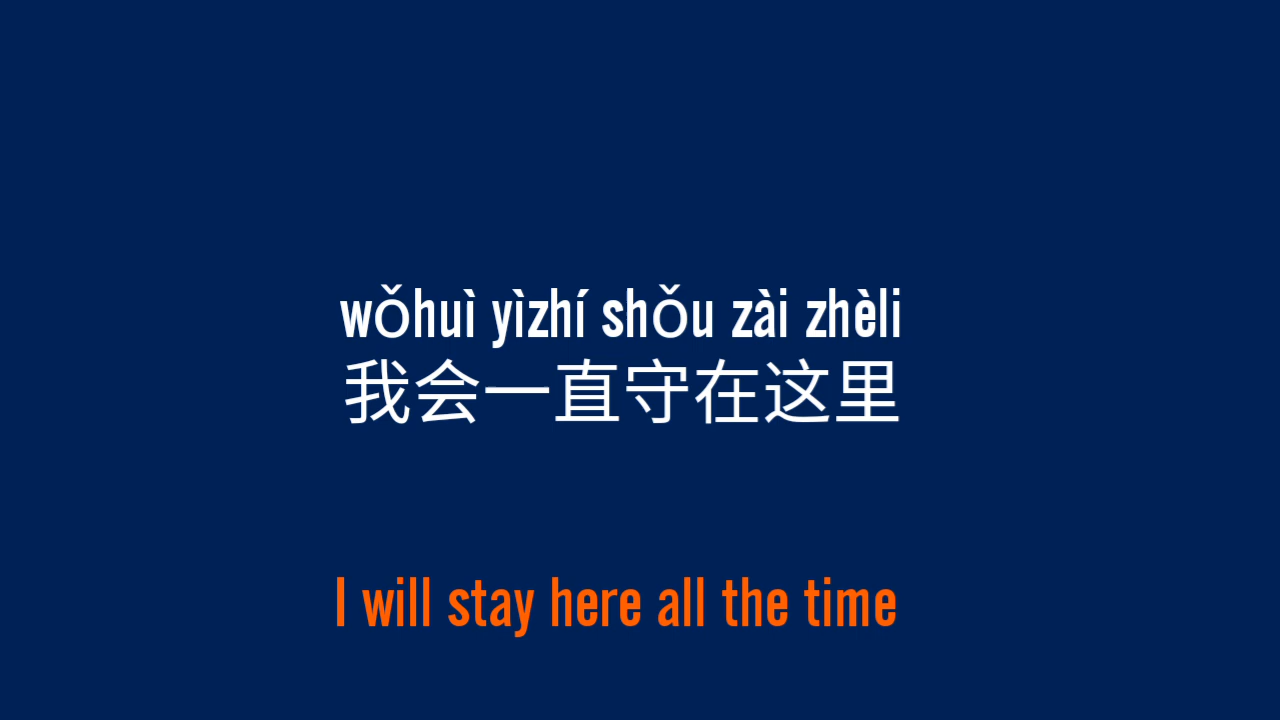 wǒhuì yìzhí shǒu zài zhèli
我会一直守在这里
I will stay here all the time